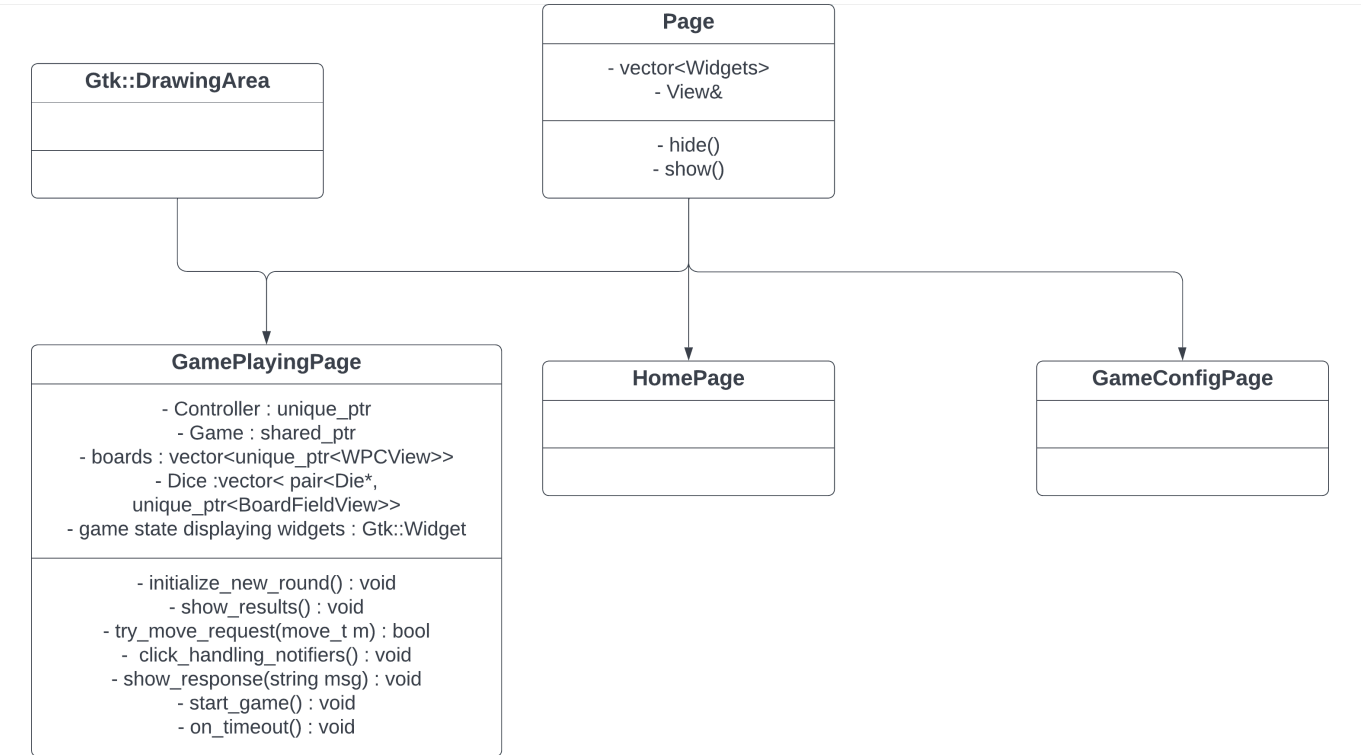 Page
- vector<Widgets>
- View&
- hide()
- show()
Gtk::DrawingArea
GamePlayingPage
- Controller : unique_ptr
- Game : shared_ptr
- boards : vector<unique_ptr<WPCView>>
- Dice :vector< pair<Die*,
unique_ptr<BoardFieldView>>
- game state displaying widgets : Gtk::Widget
- initialize_new_round() : void
- show_results() : void
- try_move_request(move_t m) : bool
-  click_handling_notifiers() : void
- show_response(string msg) : void
- start_game() : void
- on_timeout() : void
HomePage
GameConfigPage